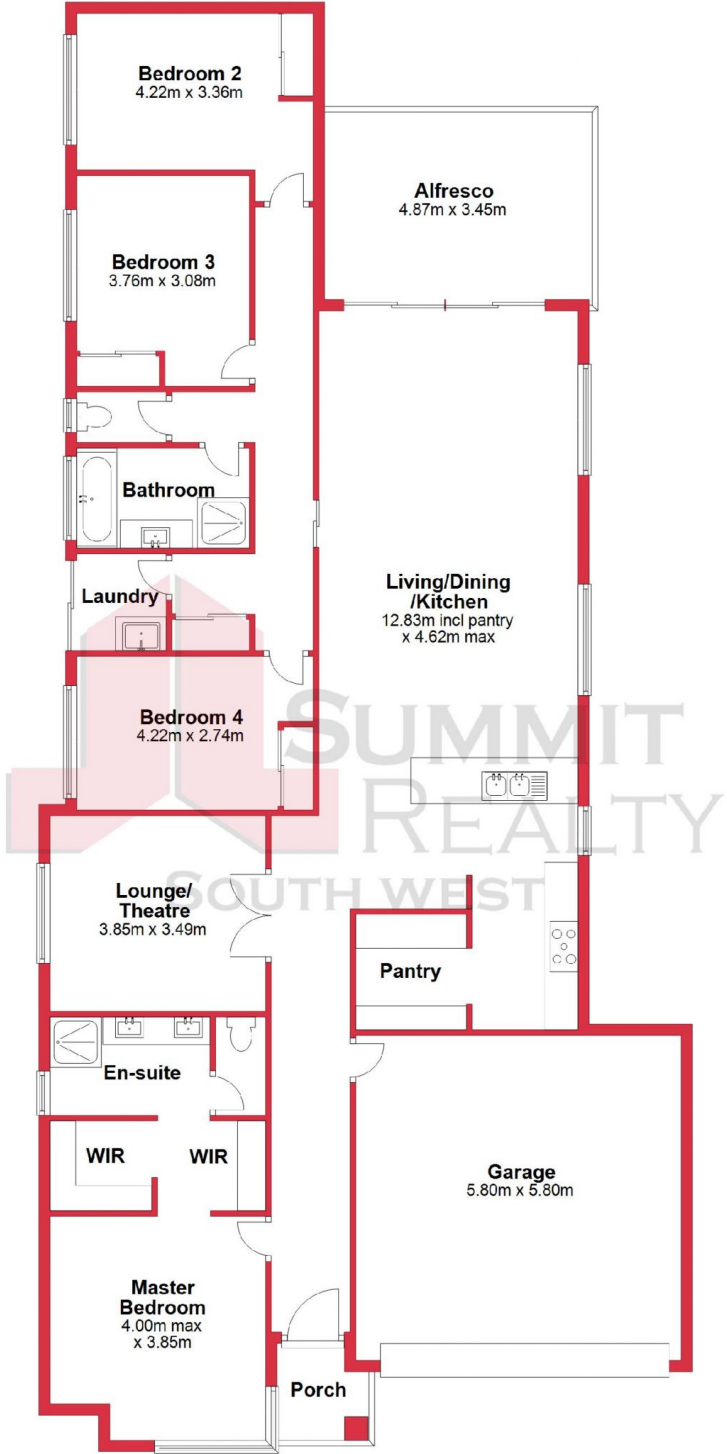 Bedroom 2
4.22m x 3.36m
Alfresco
4.87m x 3.45m
Bedroom 3
3.76m x 3.08m
Bathroom
Living/Dining
/Kitchen
12.83m incl pantry
x 4.62m max
Laundry
Bedroom 4
4.22m x 2.74m
SUMMIT
REALTY
SOUTH WEST
Lounge/
Theatre
3.85m x 3.49m
Pantry
En-suite
WIR
WIR
Garage
5.80m x 5.80m
Master
Bedroom
4.00m max
x 3.85m
Porch